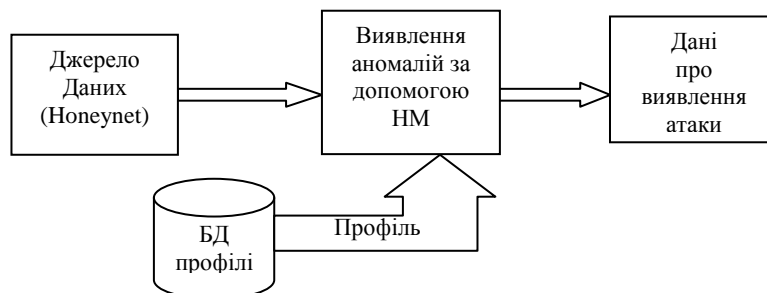 Джерело
Даних
(Honeynet)
Виявлення
аномалій за
допомогою
НМ
Дані
про
виявлення
атаки
БД
профілі
Профіль